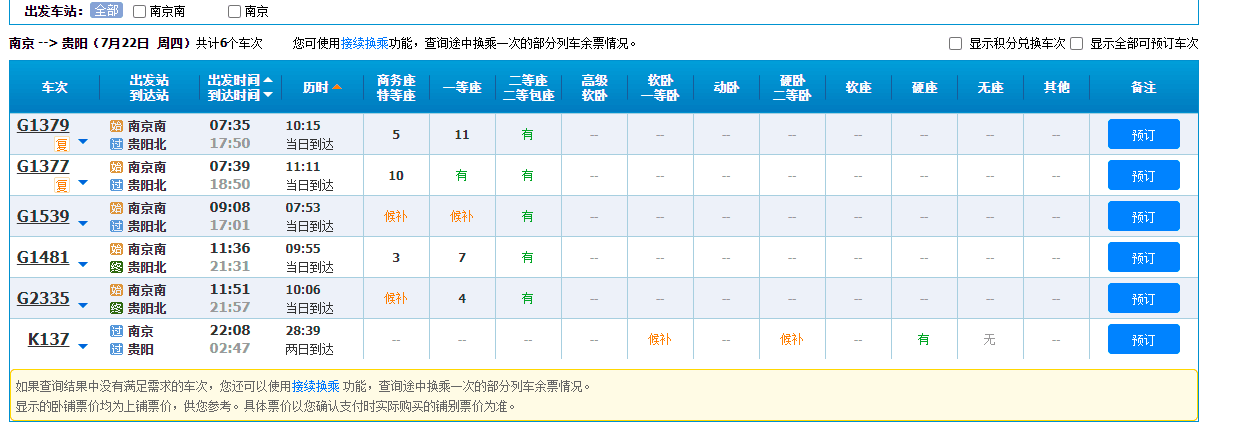 出发车站： 全部 南京南 南京
南京 --> 贵阳（7月22日 周四）共计6个车次 您可使用接续换乘功能，查询途中换乘一次的部分列车余票情况。 显示积分兑换车次 显示全部可预订车次
车次 出发站 到达站 出发时间 到达时间 历时 商务座 特等座 一等座 二等座 二等包座 高级 软卧 软卧 一等卧 动卧 硬卧 二等卧 软座 硬座 无座 其他 备注
G1379 始 南京南 07:35 10:15 5 11 有 -- -- -- -- -- -- -- -- 预订
复 过 贵阳北 17:50 当日到达
G1377 始 南京南 07:39 11:11 10 有 有 -- -- -- -- -- -- -- -- 预订
复 过 贵阳北 18:50 当日到达
G1539 始 南京南 09:08 07:53 候补 候补 有 -- -- -- -- -- -- -- -- 预订
过 贵阳北 17:01 当日到达
G1481 始 南京南 11:36 09:55 3 7 有 -- -- -- -- -- -- -- -- 预订
终 贵阳北 21:31 当日到达
G2335 始 南京南 11:51 10:06 候补 4 有 -- -- -- -- -- -- -- -- 预订
终 贵阳北 21:57 当日到达
K137 过 南京 22:08 28:39 -- -- -- -- 候补 -- 候补 -- 有 无 -- 预订
过 贵阳 02:47 两日到达
如果查询结果中没有满足需求的车次，您还可以使用接续换乘 功能，查询途中换乘一次的部分列车余票情况。
显示的卧铺票价均为上铺票价，供您参考。具体票价以您确认支付时实际购买的铺别票价为准。